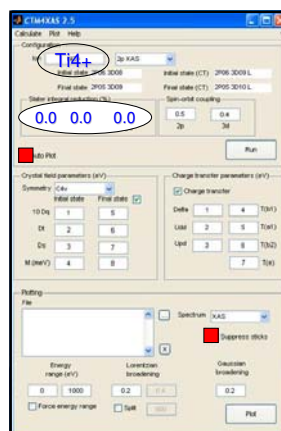 CTM4XAS 2.5
Calculate Plot Help
Configuration
Ti4+ 2p XAS
Initial state 2P06 3D00 Initial state (CT) 2P06 3D00 L
Final state 2P05 3D00 Final state (CT) 2P05 3D10 L
Slater integral reduction (%) Spin-orbit coupling
0.0 0.0 0.0 0.5 0.4
2p 3d
Auto Plot Run
Crystal field parameters (eV) Charge transfer parameters (eV)
Symmetry C4v
Initial state Final state Charge transfer
10 Dq 1 5 Delta 1 4 T(b1)
Dt 2 6 Udd 2 5 T(a1)
Ds 3 7 Upd 3 6 T(b2)
M (meV) 4 8 7 T(e)
Plotting
File
... Spectrum XAS
x Suppress sticks
Energy range (eV) Lorentzian broadening Gaussian broadening
0 1000 0.2 0.4 0.2
Force energy range Split Plot